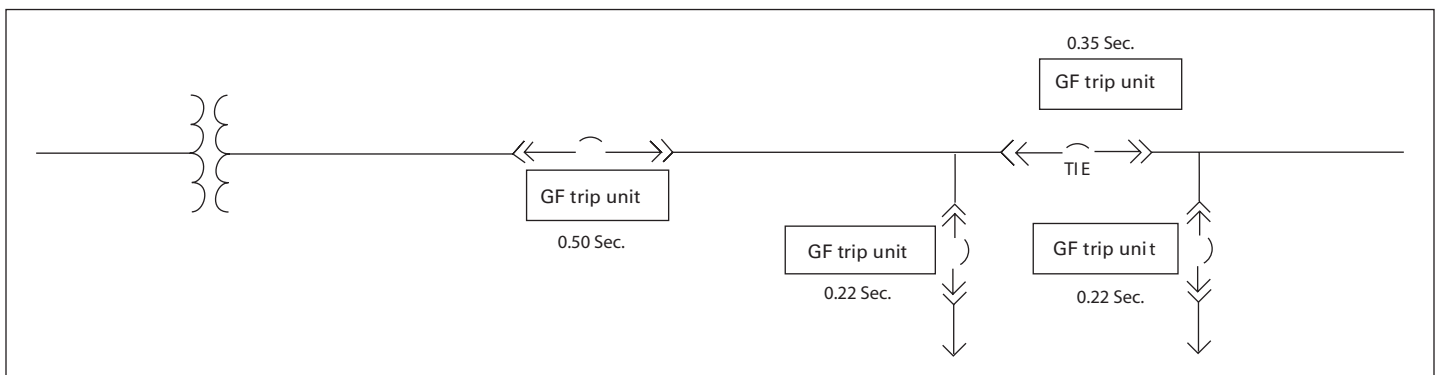 0.35 Sec.
GF trip unit
TIE
GF trip unit
0.50 Sec.
GF trip unit
0.22 Sec.
GF trip unit
0.22 Sec.